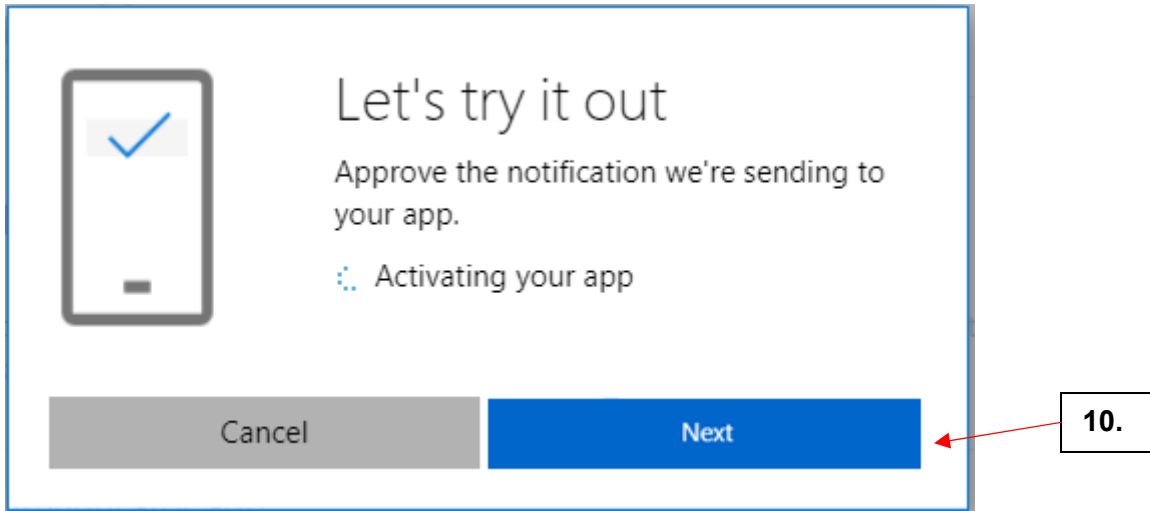 Let's try it out
Approve the notification we're sending to
your app.
Activating your app
Cancel
Next
10.